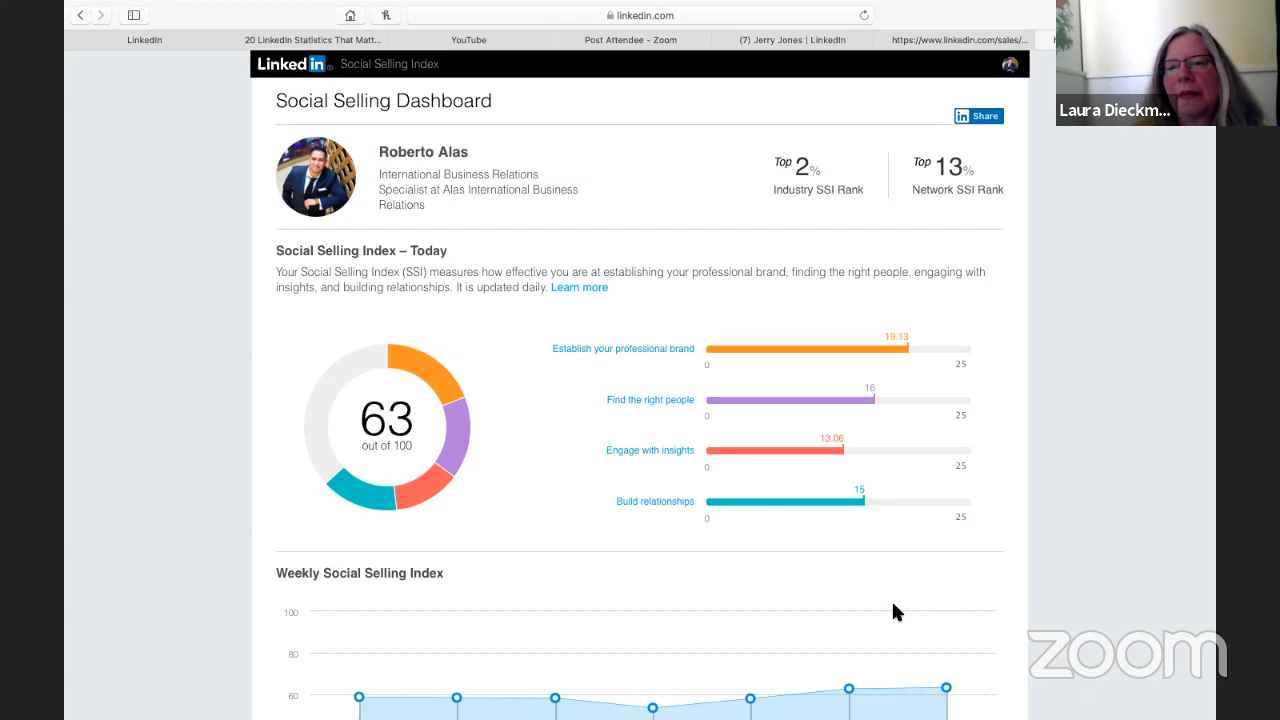 linkedin.com
LinkedIn
20 LinkedIn Statistics That Matt...
YouTube
Post Attendee - Zoom
(7) Jerry Jones | LinkedIn
https://www.linkedin.com/sales/...
Linked in Social Selling Index
Laura Dieckm...
Social Selling Dashboard
in Share
Roberto Alas
International Business Relations
Specialist at Alas International Business
Relations
Top 2%
Industry SSI Rank
Top 13%
Network SSI Rank
Social Selling Index – Today
Your Social Selling Index (SSI) measures how effective you are at establishing your professional brand, finding the right people, engaging with
insights, and building relationships. It is updated daily. Learn more
63
out of 100
19.13
Establish your professional brand
0 25
16
Find the right people
0 25
13.06
Engage with insights
0 25
15
Build relationships
0 25
Weekly Social Selling Index
100
80
60
zoom